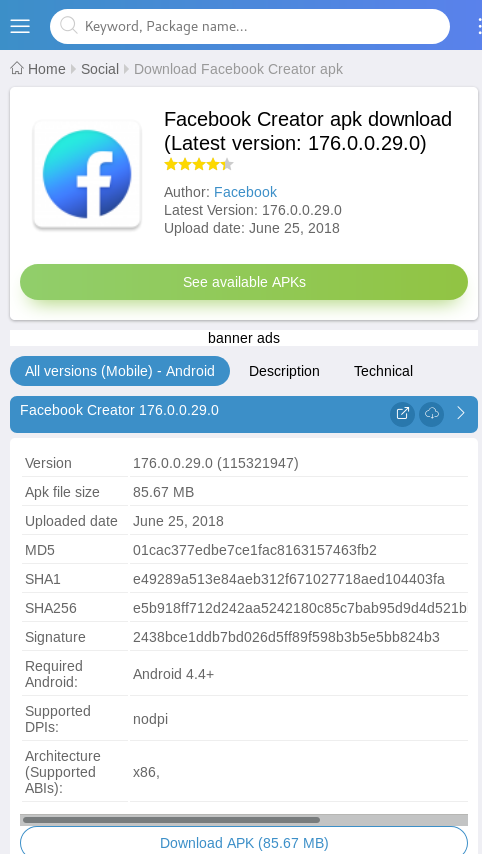 Keyword, Package name...
Home Social Download Facebook Creator apk
Facebook Creator apk download
(Latest version: 176.0.0.29.0)
Author: Facebook
Latest Version: 176.0.0.29.0
Upload date: June 25, 2018
See available APKs
banner ads
All versions (Mobile) - Android Description Technical
Facebook Creator 176.0.0.29.0
Version 176.0.0.29.0 (115321947)
Apk file size 85.67 MB
Uploaded date June 25, 2018
MD5 01cac377edbe7ce1fac8163157463fb2
SHA1 e49289a513e84aeb312f671027718aed104403fa
SHA256 e5b918ff712d242aa5242180c85c7bab95d9d4d521b
Signature 2438bce1ddb7bd026d5ff89f598b3b5e5bb824b3
Required
Android: Android 4.4+
Supported
DPIs: nodpi
Architecture
(Supported
ABIs): x86,
Download APK (85.67 MB)